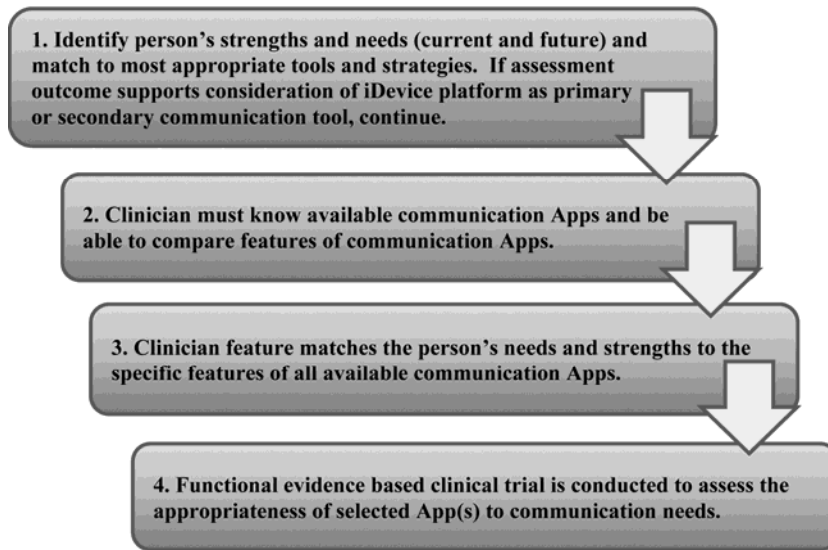 1. Identify person's strengths and needs (current and future) and
match to most appropriate tools and strategies.  If assessment
outcome supports consideration of iDevice platform as primary
or secondary communication tool, continue.
2. Clinician must know available communication Apps and be
able to compare features of communication Apps.
3. Clinician feature matches the person's needs and strengths to the
specific features of all available communication Apps.
4. Functional evidence based clinical trial is conducted to assess the
appropriateness of selected App(s) to communication needs.